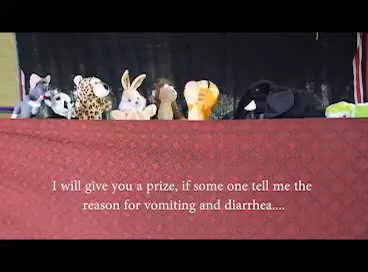 I will give you a prize, if some one tell me the
reason for vomiting and diarrhea....